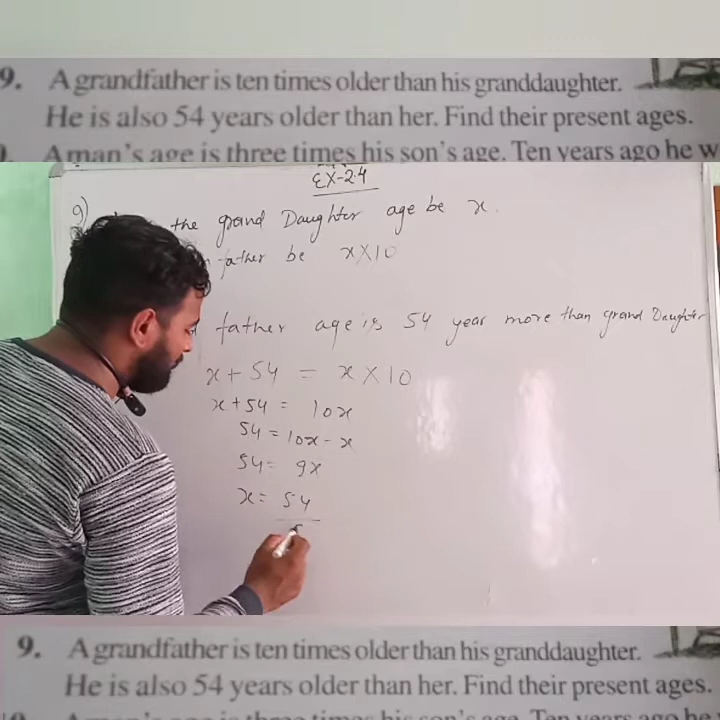 9. A grandfather is ten times older than his granddaughter.
He is also 54 years older than her. Find their present ages.
A man's age is three times his son's age. Ten years ago he w
EX-2.4
9) the grand Daughter age be x.
father be x×10
father age is 54 year more than grand Daughter
x+54 = x×10
x+54 = 10x
54 = 10x-x
54 = 9x
x = 54
9. A grandfather is ten times older than his granddaughter.
He is also 54 years older than her. Find their present ages.